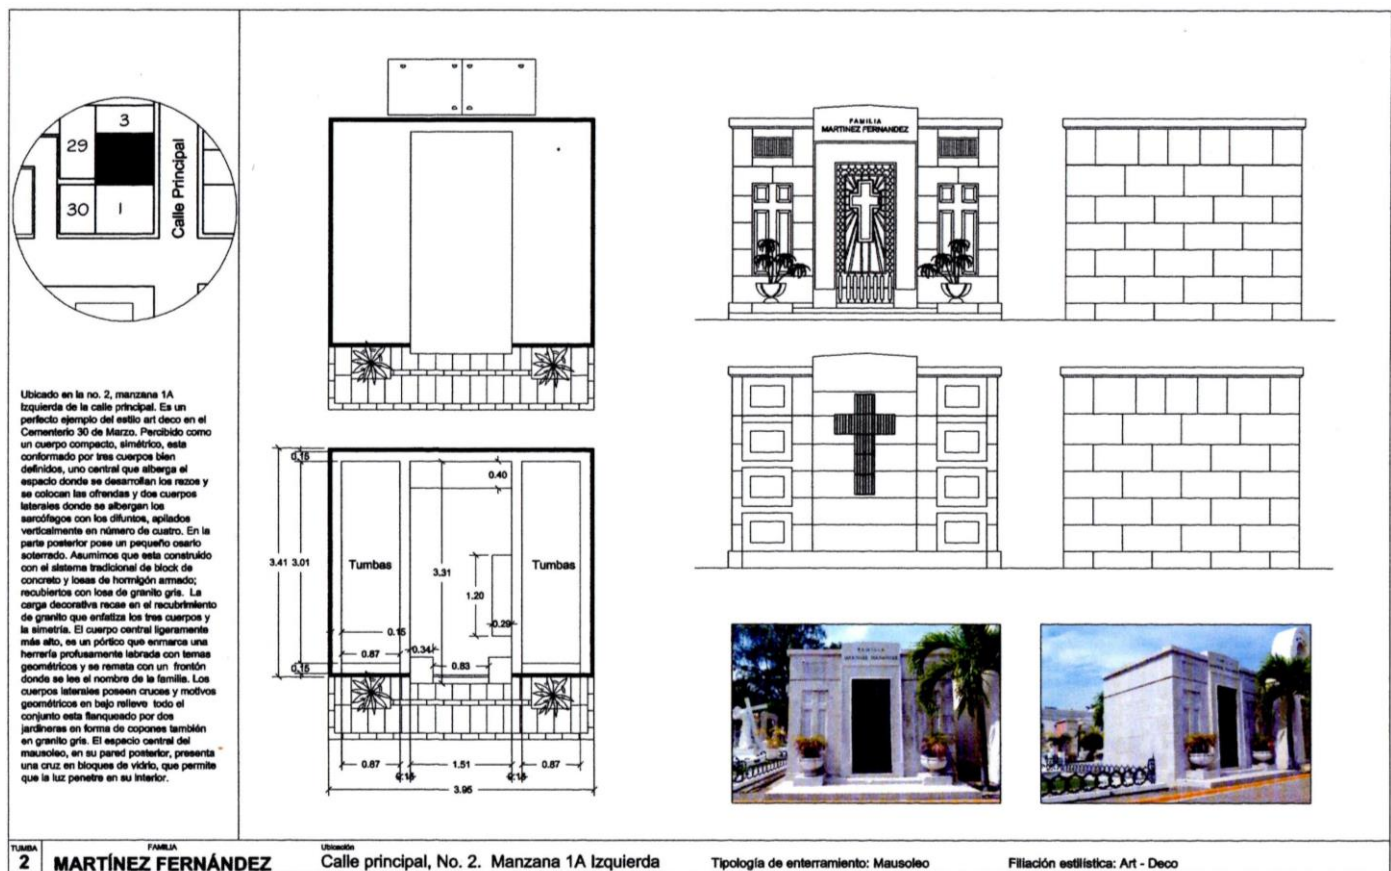 3
29
30
1
Calle Principal
Ubicado en la no. 2, manzana 1A
Izquierda de la calle principal. Es un
perfecto ejemplo del estilo art deco en el
Cementerio 30 de Marzo. Percibido como
un cuerpo compacto, simétrico, esta
conformado por tres cuerpos bien
definidos, uno central que alberga el
espacio donde se desarrollan los rezos y
se colocan las ofrendas y dos cuerpos
laterales donde se albergan los
sarcófagos con los difuntos, apilados
verticalmente en número de cuatro. En la
parte posterior pose un pequeño osario
soterrado. Asumimos que esta construido
con el sistema tradicional de block de
concreto y losas de hormigón armado;
recubiertos con losa de granito gris. La
carga decorativa recae en el recubrimiento
de granito que enfatiza los tres cuerpos y
la simetría. El cuerpo central ligeramente
más alto, es un pórtico que enmarca una
herrería profusamente labrada con temas
geométricos y se remata con un frontón
donde se lee el nombre de la familia. Los
cuerpos laterales poseen cruces y motivos
geométricos en bajo relieve todo el
conjunto esta flanqueado por dos
jardineras en forma de copones también
en granito gris. El espacio central del
mausoleo, en su pared posterior, presenta
una cruz en bloques de vidrio, que permite
que la luz penetre en su interior.
0.15
0.40
3.41 3.01
Tumbas
3.31
Tumbas
1.20
0.29
0.15
0.34
0.87
0.83
0.15
0.87
1.51
0.87
3.95
FAMILIA
MARTINEZ FERNANDEZ
FAMILIA
MARTINEZ FERNANDEZ
TUMBA
2
FAMILIA
MARTÍNEZ FERNÁNDEZ
Ubicación
Calle principal, No. 2. Manzana 1A Izquierda
Tipología de enterramiento: Mausoleo
Filiación estilística: Art - Deco